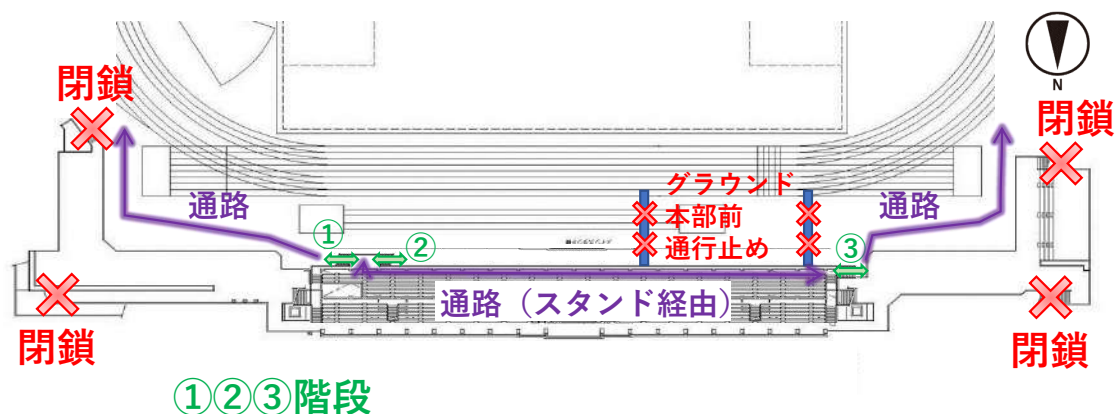 N
閉鎖
閉鎖
通路
グラウンド
本部前
通行止め
通路
①
②
③
通路（スタンド経由）
閉鎖
閉鎖
①②③階段